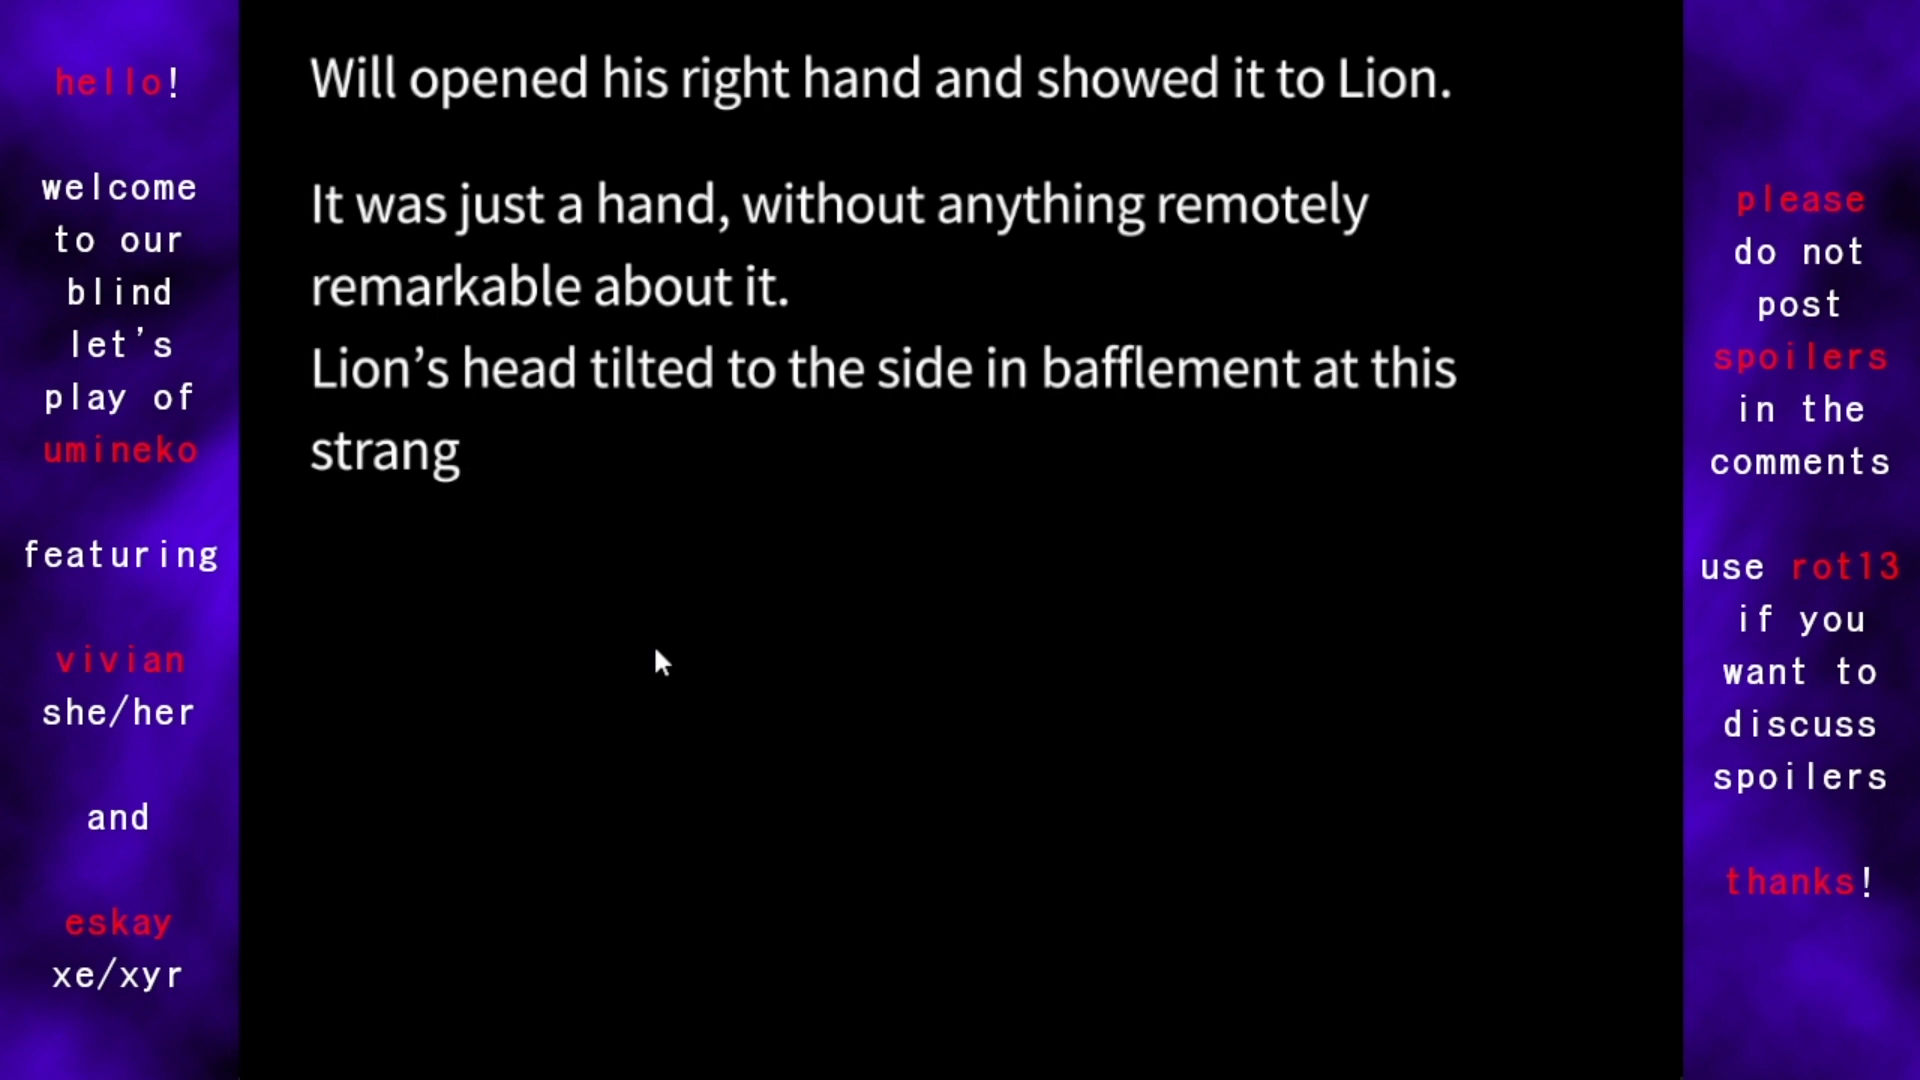 hello!
welcome
to our
blind
let's
play of
umineko
featuring
vivian
she/her
and
eskay
xe/xyr
Will opened his right hand and showed it to Lion.
It was just a hand, without anything remotely
remarkable about it.
Lion’s head tilted to the side in bafflement at this
strang
please
do not
post
spoilers
in the
comments
use rot13
if you
want to
discuss
spoilers
thanks!